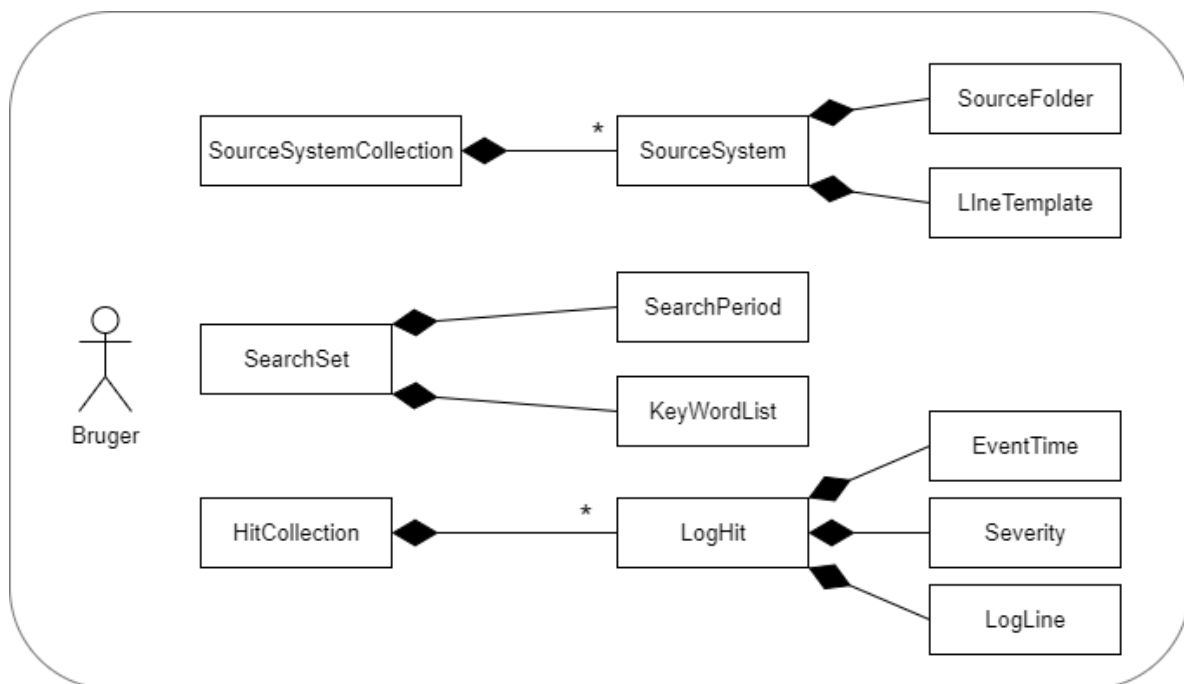 SourceFolder
SourceSystemCollection
*
SourceSystem
LIneTemplate
SearchPeriod
SearchSet
KeyWordList
Bruger
EventTime
HitCollection
*
LogHit
Severity
LogLine